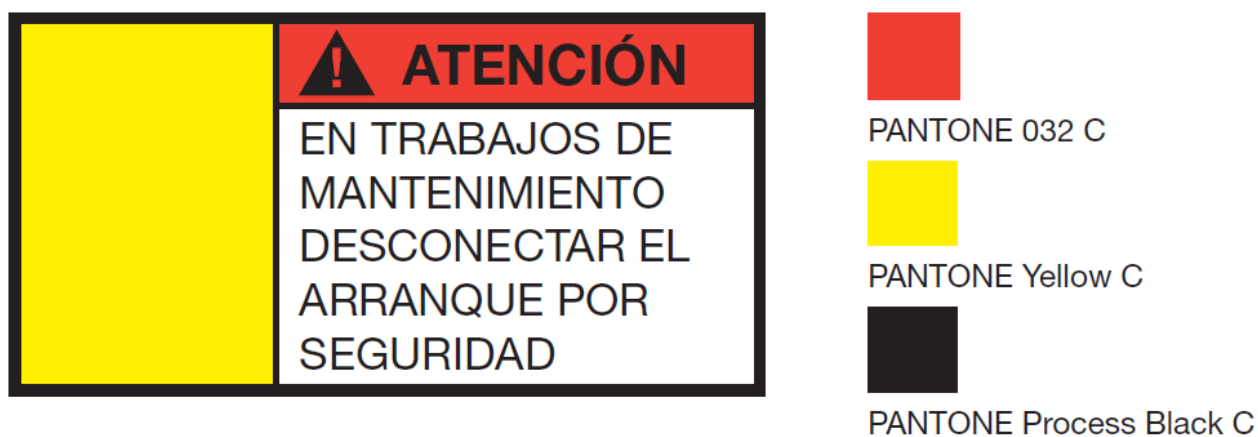 ATENCIÓN
EN TRABAJOS DE
MANTENIMIENTO
DESCONECTAR EL
ARRANQUE POR
SEGURIDAD
PANTONE 032 C
PANTONE Yellow C
PANTONE Process Black C